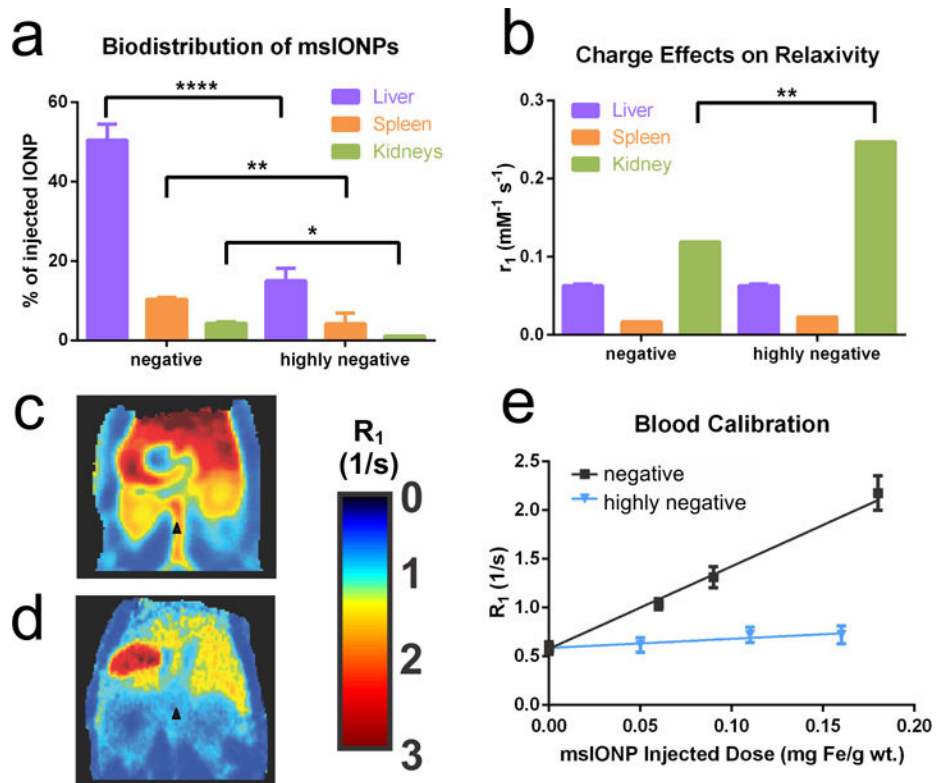 a
Biodistribution of msIONPs
% of injected IONP
60
40
20
0
****
**
*
Liver
Spleen
Kidneys
negative
highly negative
b
Charge Effects on Relaxivity
r₁ (mM⁻¹ s⁻¹)
0.3
0.2
0.1
0.0
**
Liver
Spleen
Kidney
negative
highly negative
c
d
R₁
(1/s)
0
1
2
3
e
Blood Calibration
R₁ (1/s)
2.5
2.0
1.5
1.0
0.5
0.0
negative
highly negative
0.00
0.05
0.10
0.15
0.20
msIONP Injected Dose (mg Fe/g wt.)